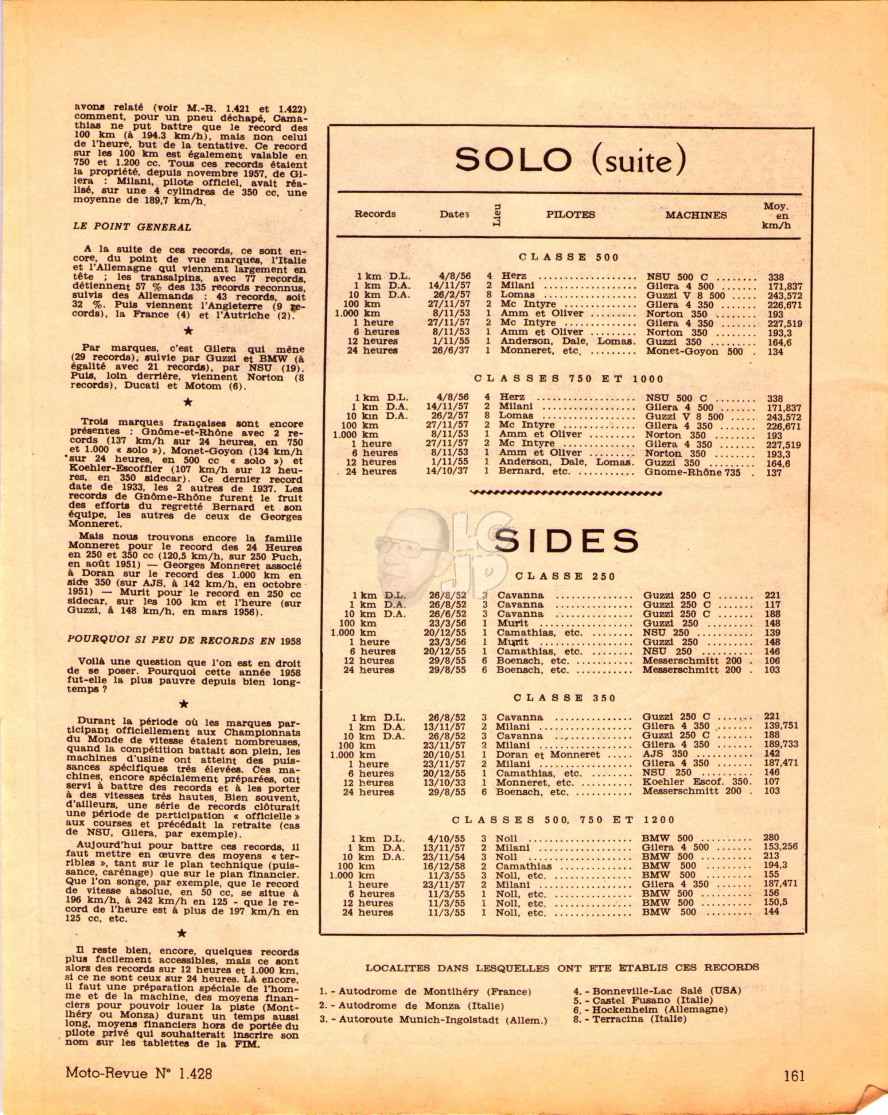 avons relaté (voir M.-R. 1.421 et 1.422)
comment, pour un pneu déchapé, Cama-
thias ne put battre que le record des
100 km (à 194.3 km/h), mais non celui
de l'heure, but de la tentative. Ce record
sur les 100 km est également valable en
750 et 1.200 cc. Tous ces records étaient
la propriété, depuis novembre 1957, de Gi-
lera : Milani, pilote officiel, avait réa-
lisé, sur une 4 cylindres de 350 cc, une
moyenne de 189,7 km/h.
LE POINT GENERAL
A la suite de ces records, ce sont en-
core, du point de vue marques, l'Italie
et l'Allemagne qui viennent largement en
tête ; les transalpins, avec 77 records,
détiennent 57 % des 135 records reconnus,
suivis des Allemands : 43 records, soit
32 %. Puis viennent l'Angleterre (9 re-
cords), la France (4) et l'Autriche (2).
★
Par marques, c'est Gilera qui mène
(29 records), suivie par Guzzi et BMW (à
égalité avec 21 records), par NSU (19).
Puis, loin derrière, viennent Norton (8
records), Ducati et Motom (6).
★
Trois marques françaises sont encore
présentes : Gnôme-et-Rhône avec 2 re-
cords (137 km/h sur 24 heures, en 750
et 1.000 « solo »), Monet-Goyon (134 km/h
sur 24 heures, en 500 cc « solo ») et
Koehler-Escoffier (107 km/h sur 12 heu-
res, en 350 sidecar). Ce dernier record
date de 1933, les 2 autres de 1937. Les
records de Gnôme-Rhône furent le fruit
des efforts du regretté Bernard et son
équipe, les autres de ceux de Georges
Monneret.
Mais nous trouvons encore la famille
Monneret pour le record des 24 Heures
en 250 et 350 cc (120,5 km/h, sur 250 Puch,
en août 1951) — Georges Monneret associé
à Doran sur le record des 1.000 km en
side 350 (sur AJS, à 142 km/h, en octobre
1951) — Murit pour le record en 250 cc
sidecar, sur les 100 km et l'heure (sur
Guzzi, à 148 km/h, en mars 1956).
POURQUOI SI PEU DE RECORDS EN 1958
Voilà une question que l'on est en droit
de se poser. Pourquoi cette année 1958
fut-elle la plus pauvre depuis bien long-
temps ?
★
Durant la période où les marques par-
ticipant officiellement aux Championnats
du Monde de vitesse étaient nombreuses,
quand la compétition battait son plein, les
machines d'usine ont atteint des puis-
sances spécifiques très élevées. Ces ma-
chines, encore spécialement préparées, ont
servi à battre des records et à les porter
à des vitesses très hautes. Bien souvent,
d'ailleurs, une série de records clôturait
une période de participation « officielle »
aux courses et précédait la retraite (cas
de NSU, Gilera, par exemple).
Aujourd'hui pour battre ces records, il
faut mettre en œuvre des moyens « ter-
ribles », tant sur le plan technique (puis-
sance, carénage) que sur le plan financier.
Que l'on songe, par exemple, que le record
de vitesse absolue, en 50 cc, se situe à
196 km/h, à 242 km/h en 125 - que le re-
cord de l'heure est à plus de 197 km/h en
125 cc, etc.
★
Il reste bien, encore, quelques records
plus facilement accessibles, mais ce sont
alors des records sur 12 heures et 1.000 km,
si ce ne sont ceux sur 24 heures. Là encore,
il faut une préparation spéciale de l'hom-
me et de la machine, des moyens finan-
ciers pour pouvoir louer la piste (Mont-
lhéry ou Monza) durant un temps aussi
long, moyens financiers hors de portée du
pilote privé qui souhaiterait inscrire son
nom sur les tablettes de la FIM.
SOLO (suite)
Records Dates Lieu PILOTES MACHINES Moy. en km/h
CLASSE 500
1 km D.L. 4/8/56 4 Herz .................. NSU 500 C ........ 338
1 km D.A. 14/11/57 2 Milani .................. Gilera 4 500 ........ 171,837
10 km D.A. 26/2/57 8 Lomas .................. Guzzi V 8 500 ........ 243,572
100 km 27/11/57 2 Mc Intyre .............. Gilera 4 350 ........ 226,671
1.000 km 8/11/53 1 Amm et Oliver .......... Norton 350 .......... 193
1 heure 27/11/57 2 Mc Intyre .............. Gilera 4 350 ........ 227,519
6 heures 8/11/53 1 Amm et Oliver .......... Norton 350 .......... 193,3
12 heures 1/11/55 1 Anderson, Dale, Lomas. Guzzi 350 ........... 164,6
24 heures 26/6/37 1 Monneret, etc. ......... Monet-Goyon 500 . 134
CLASSES 750 ET 1000
1 km D.L. 4/8/56 4 Herz .................. NSU 500 C ........ 338
1 km D.A. 14/11/57 2 Milani .................. Gilera 4 500 ........ 171,837
10 km D.A. 26/2/57 8 Lomas .................. Guzzi V 8 500 ........ 243,572
100 km 27/11/57 2 Mc Intyre .............. Gilera 4 350 ........ 226,671
1.000 km 8/11/53 1 Amm et Oliver .......... Norton 350 .......... 193
1 heure 27/11/57 2 Mc Intyre .............. Gilera 4 350 ........ 227,519
6 heures 8/11/53 1 Amm et Oliver .......... Norton 350 .......... 193,3
12 heures 1/11/55 1 Anderson, Dale, Lomas. Guzzi 350 ........... 164,6
24 heures 14/10/37 1 Bernard, etc. ........... Gnome-Rhône 735 . 137
LC
JP
SIDES
CLASSE 250
1 km D.L. 26/8/52 3 Cavanna .............. Guzzi 250 C ....... 221
1 km D.A. 26/8/52 3 Cavanna .............. Guzzi 250 C ....... 117
10 km D.A. 26/6/52 3 Cavanna .............. Guzzi 250 C ....... 188
100 km 23/3/56 1 Murit .................. Guzzi 250 .......... 148
1.000 km 20/12/55 1 Camathias, etc. ........ NSU 250 ........... 139
1 heure 23/3/56 1 Murit .................. Guzzi 250 .......... 148
6 heures 20/12/55 1 Camathias, etc. ........ NSU 250 ........... 146
12 heures 29/8/55 6 Boensch, etc. ........... Messerschmitt 200 . 106
24 heures 29/8/55 6 Boensch, etc. ........... Messerschmitt 200 . 103
CLASSE 350
1 km D.L. 26/8/52 3 Cavanna .............. Guzzi 250 C ....... 221
1 km D.A. 13/11/57 2 Milani .................. Gilera 4 350 ........ 139,751
10 km D.A. 26/8/52 3 Cavanna .............. Guzzi 250 C ....... 188
100 km 23/11/57 2 Milani .................. Gilera 4 350 ........ 189,733
1.000 km 20/10/51 1 Doran et Monneret ..... AJS 350 ............ 142
1 heure 23/11/57 2 Milani .................. Gilera 4 350 ........ 187,471
6 heures 20/12/55 1 Camathias, etc. ........ NSU 250 ........... 146
12 heures 12/10/33 1 Monneret, etc. .......... Koehler Escof. 350. 107
24 heures 29/8/55 6 Boensch, etc. ........... Messerschmitt 200 . 103
CLASSES 500, 750 ET 1200
1 km D.L. 4/10/55 3 Noll .................... BMW 500 .......... 280
1 km D.A. 13/11/57 2 Milani .................. Gilera 4 500 ........ 153,256
10 km D.A. 23/11/54 3 Noll .................... BMW 500 .......... 213
100 km 16/12/58 2 Camathias ............. BMW 500 .......... 194,3
1.000 km 11/3/55 3 Noll, etc. .............. BMW 500 .......... 155
1 heure 23/11/57 2 Milani .................. Gilera 4 350 ........ 187,471
6 heures 11/3/55 1 Noll, etc. .............. BMW 500 .......... 156
12 heures 11/3/55 1 Noll, etc. .............. BMW 500 .......... 150,5
24 heures 11/3/55 1 Noll, etc. .............. BMW 500 .......... 144
LOCALITES DANS LESQUELLES ONT ETE ETABLIS CES RECORDS
1. - Autodrome de Montlhéry (France)
2. - Autodrome de Monza (Italie)
3. - Autoroute Munich-Ingolstadt (Allem.)
4. - Bonneville-Lac Salé (USA)
5. - Castel Fusano (Italie)
6. - Hockenheim (Allemagne)
8. - Terracina (Italie)
Moto-Revue N° 1.428
161